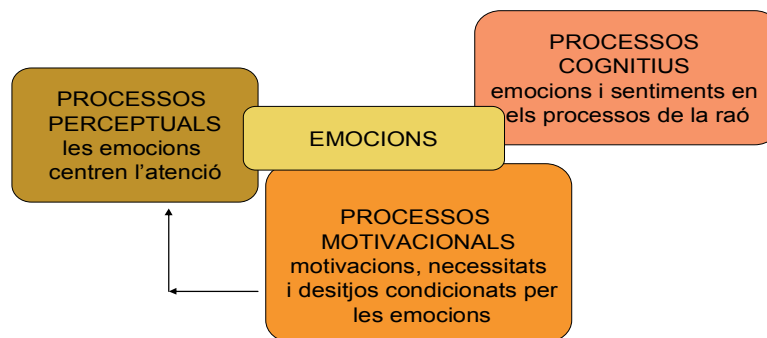 PROCESSOS
PERCEPTUALS
les emocions
centren l’atenció
EMOCIONS
PROCESSOS
COGNITIUS
emocions i sentiments en
els processos de la raó
PROCESSOS
MOTIVACIONALS
motivacions, necessitats
i desitjos condicionats per
les emocions